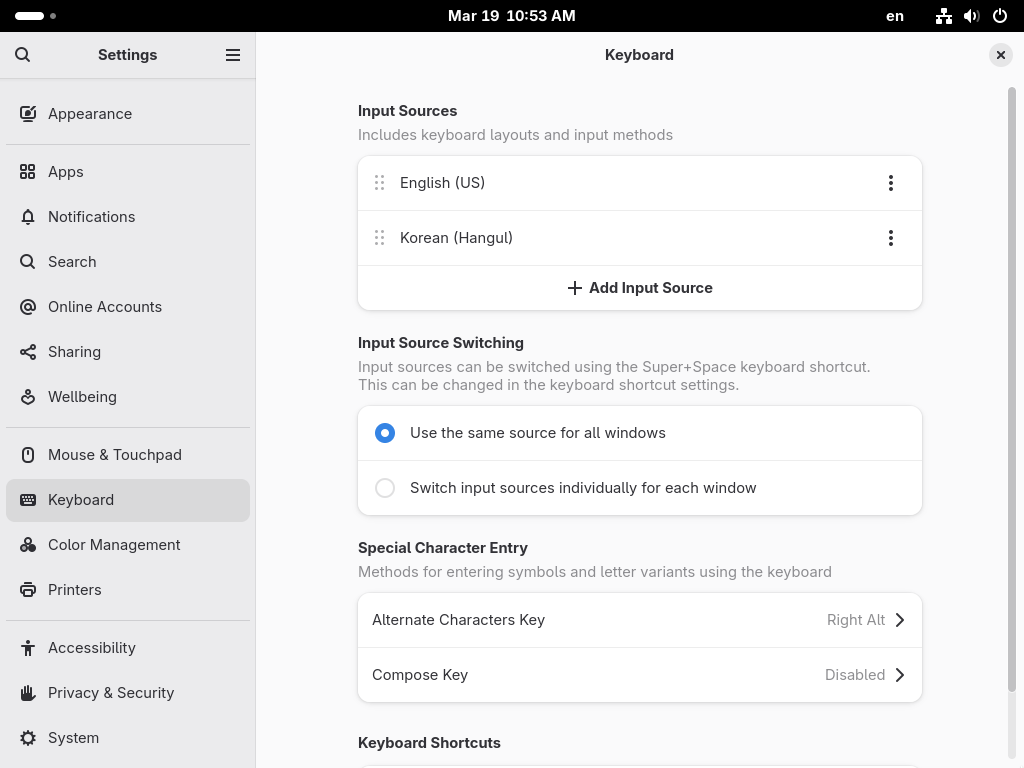 Mar 19 10:53 AM
en
Settings
Keyboard
Appearance
Apps
Notifications
Search
Online Accounts
Sharing
Wellbeing
Mouse & Touchpad
Keyboard
Color Management
Printers
Accessibility
Privacy & Security
System
Input Sources
Includes keyboard layouts and input methods
English (US)
Korean (Hangul)
Add Input Source
Input Source Switching
Input sources can be switched using the Super+Space keyboard shortcut.
This can be changed in the keyboard shortcut settings.
Use the same source for all windows
Switch input sources individually for each window
Special Character Entry
Methods for entering symbols and letter variants using the keyboard
Alternate Characters Key Right Alt
Compose Key Disabled
Keyboard Shortcuts